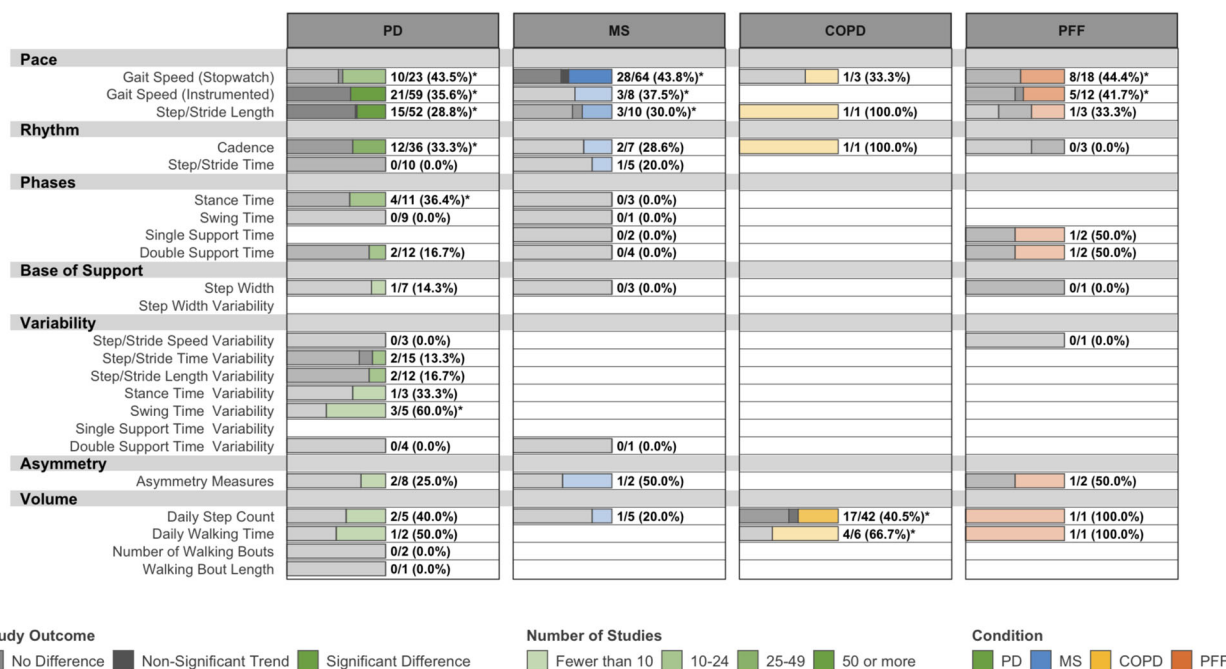 PD MS COPD PFF
Pace
Gait Speed (Stopwatch) 10/23 (43.5%)* 28/64 (43.8%)* 1/3 (33.3%) 8/18 (44.4%)*
Gait Speed (Instrumented) 21/59 (35.6%)* 3/8 (37.5%)* 5/12 (41.7%)*
Step/Stride Length 15/52 (28.8%)* 3/10 (30.0%)* 1/1 (100.0%) 1/3 (33.3%)
Rhythm
Cadence 12/36 (33.3%)* 2/7 (28.6%) 1/1 (100.0%) 0/3 (0.0%)
Step/Stride Time 0/10 (0.0%) 1/5 (20.0%)
Phases
Stance Time 4/11 (36.4%)* 0/3 (0.0%)
Swing Time 0/9 (0.0%) 0/1 (0.0%)
Single Support Time 0/2 (0.0%) 1/2 (50.0%)
Double Support Time 2/12 (16.7%) 0/4 (0.0%) 1/2 (50.0%)
Base of Support
Step Width 1/7 (14.3%) 0/3 (0.0%) 0/1 (0.0%)
Step Width Variability
Variability
Step/Stride Speed Variability 0/3 (0.0%) 0/1 (0.0%)
Step/Stride Time Variability 2/15 (13.3%)
Step/Stride Length Variability 2/12 (16.7%)
Stance Time Variability 1/3 (33.3%)
Swing Time Variability 3/5 (60.0%)*
Single Support Time Variability
Double Support Time Variability 0/4 (0.0%) 0/1 (0.0%)
Asymmetry
Asymmetry Measures 2/8 (25.0%) 1/2 (50.0%) 1/2 (50.0%)
Volume
Daily Step Count 2/5 (40.0%) 1/5 (20.0%) 17/42 (40.5%)* 1/1 (100.0%)
Daily Walking Time 1/2 (50.0%) 4/6 (66.7%)* 1/1 (100.0%)
Number of Walking Bouts 0/2 (0.0%)
Walking Bout Length 0/1 (0.0%)
udy Outcome Number of Studies Condition
No Difference Non-Significant Trend Significant Difference Fewer than 10 10-24 25-49 50 or more PD MS COPD PFF